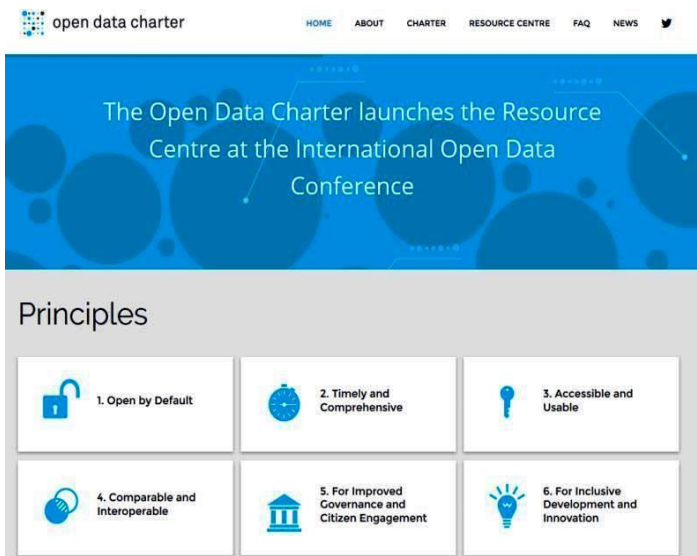 open data charter
HOME ABOUT CHARTER RESOURCE CENTRE FAQ NEWS
The Open Data Charter launches the Resource
Centre at the International Open Data
Conference
Principles
1. Open by Default
2. Timely and
Comprehensive
3. Accessible and
Usable
4. Comparable and
Interoperable
5. For Improved
Governance and
Citizen Engagement
6. For Inclusive
Development and
Innovation